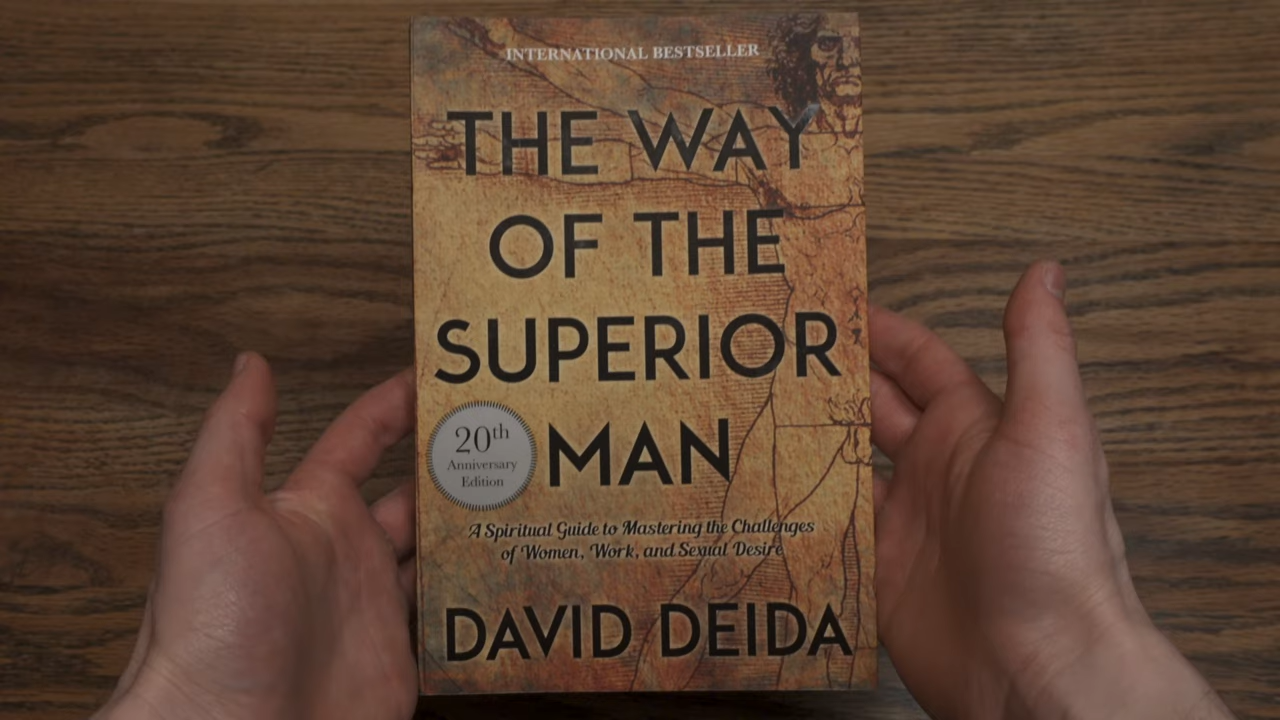 INTERNATIONAL BESTSELLER
THE WAY
OF THE
SUPERIOR
MAN
20th
Anniversary
Edition
A Spiritual Guide to Mastering the Challenges
of Women, Work, and Sexual Desire
DAVID DEIDA